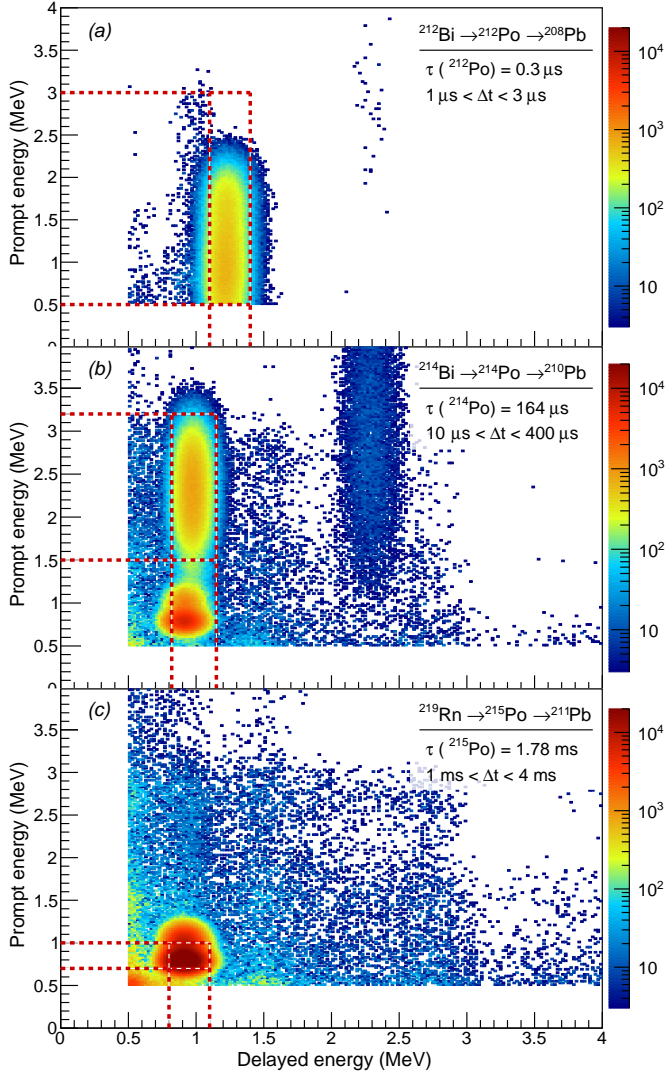 (a)
²¹²Bi →²¹²Po →²⁰⁸Pb
τ ( ²¹²Po) = 0.3 μs
1 μs < Δt < 3 μs
Prompt energy (MeV)
4
3.5
3
2.5
2
1.5
1
0.5
0
10⁴
10³
10²
10
(b)
²¹⁴Bi →²¹⁴Po →²¹⁰Pb
τ ( ²¹⁴Po) = 164 μs
10 μs < Δt < 400 μs
Prompt energy (MeV)
3.5
3
2.5
2
1.5
1
0.5
0
10⁴
10³
10²
10
(c)
²¹⁹Rn →²¹⁵Po →²¹¹Pb
τ ( ²¹⁵Po) = 1.78 ms
1 ms < Δt < 4 ms
Prompt energy (MeV)
3.5
3
2.5
2
1.5
1
0.5
0
10⁴
10³
10²
10
0 0.5 1 1.5 2 2.5 3 3.5 4
Delayed energy (MeV)